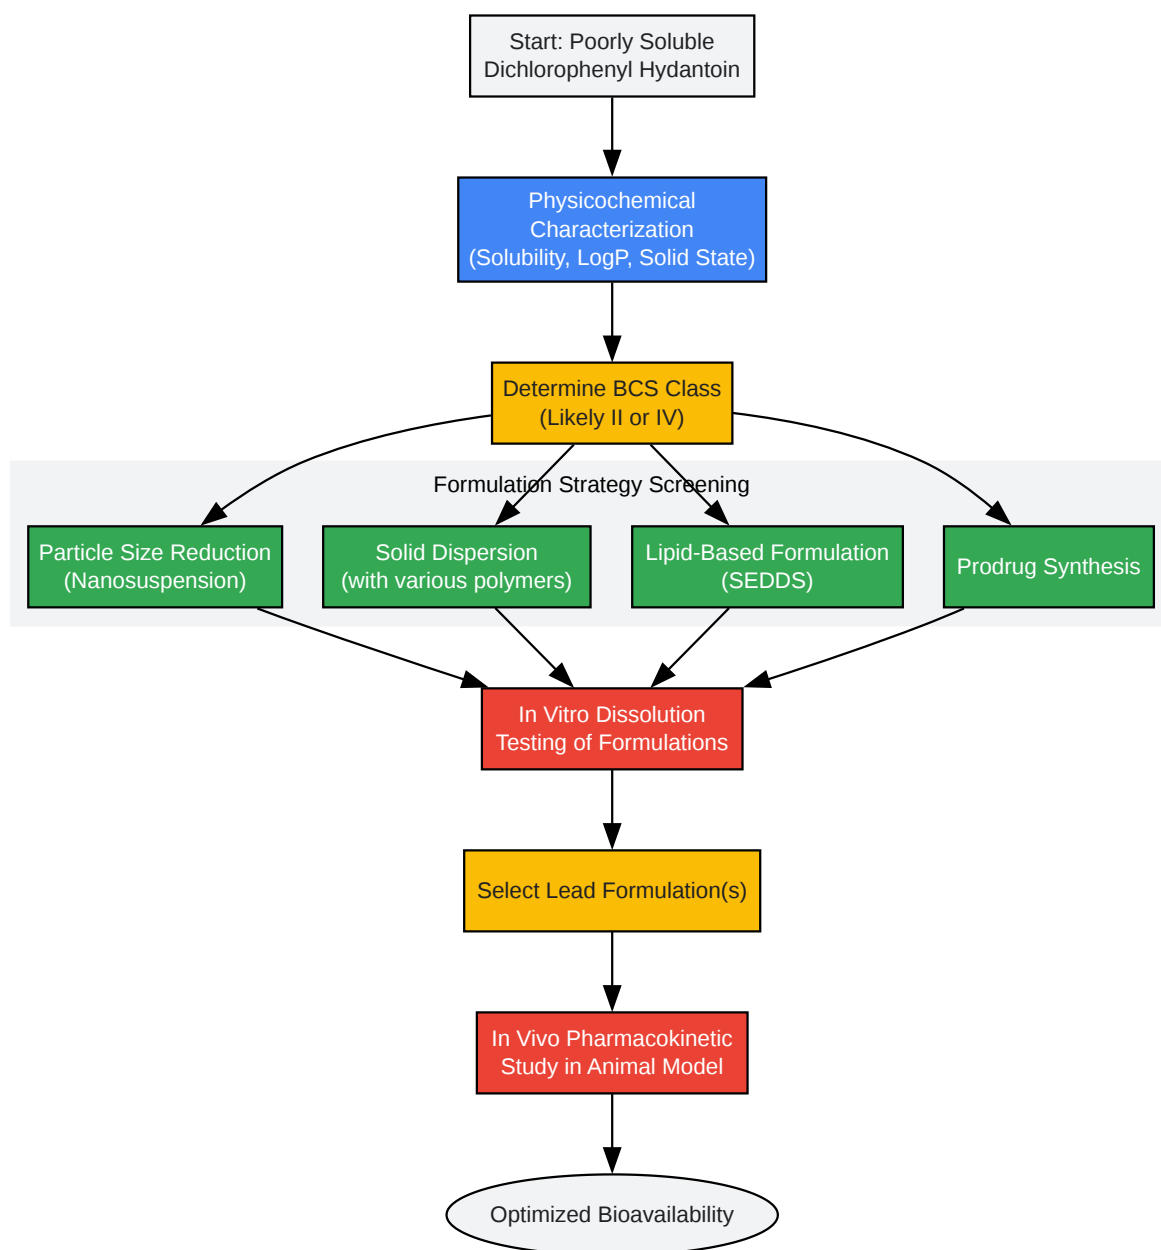 Start: Poorly Soluble
Dichlorophenyl Hydantoin
Physicochemical
Characterization
(Solubility, LogP, Solid State)
Determine BCS Class
(Likely II or IV)
Formulation Strategy Screening
Particle Size Reduction
(Nanosuspension)
Solid Dispersion
(with various polymers)
Lipid-Based Formulation
(SEDDS)
Prodrug Synthesis
In Vitro Dissolution
Testing of Formulations
Select Lead Formulation(s)
In Vivo Pharmacokinetic
Study in Animal Model
Optimized Bioavailability